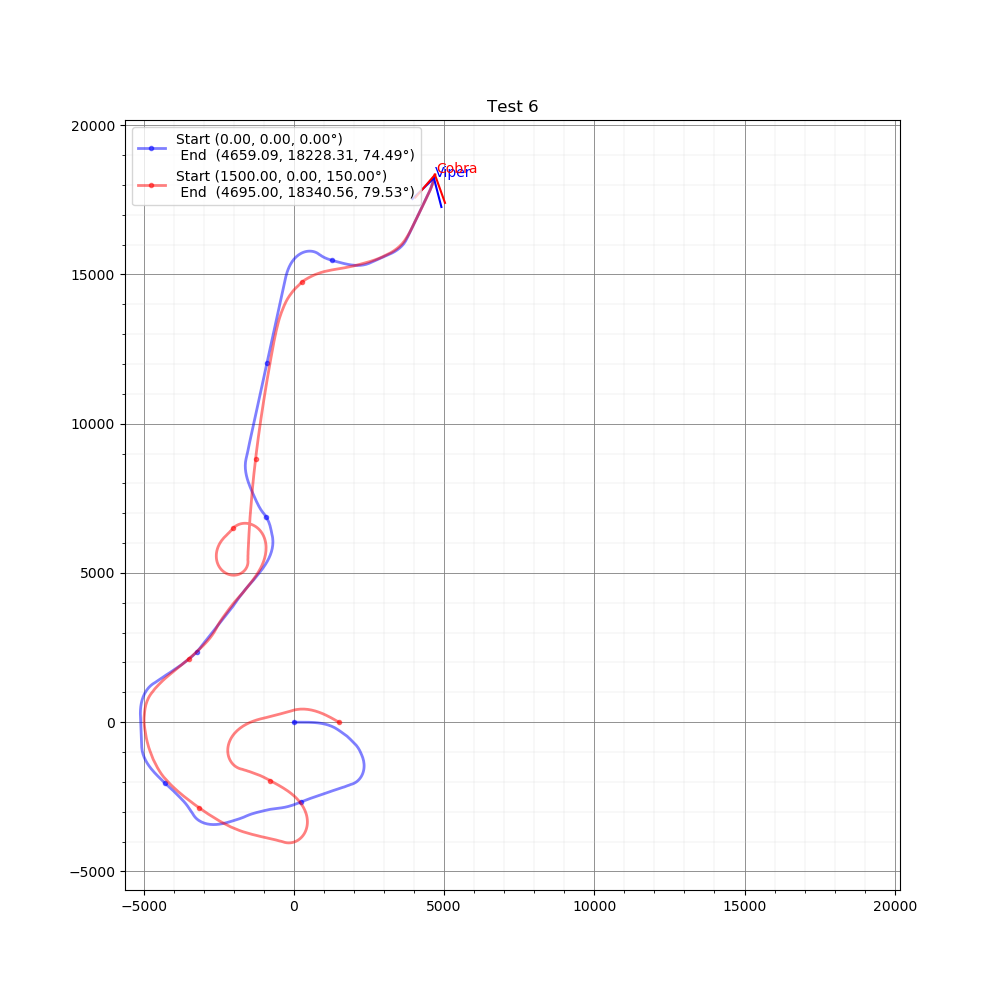 Test 6
20000
15000
10000
5000
0
−5000
Start (0.00, 0.00, 0.00°)
End  (4659.09, 18228.31, 74.49°)
Start (1500.00, 0.00, 150.00°)
End  (4695.00, 18340.56, 79.53°)
Cobra
Viper
−5000
0
5000
10000
15000
20000